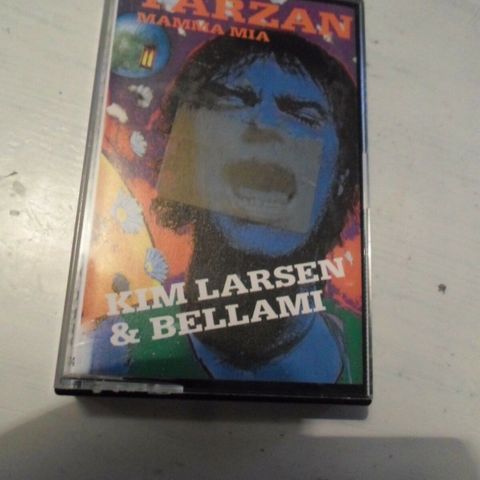 TARZAN
MAMMA MIA
KIM LARSEN
& BELLAMI